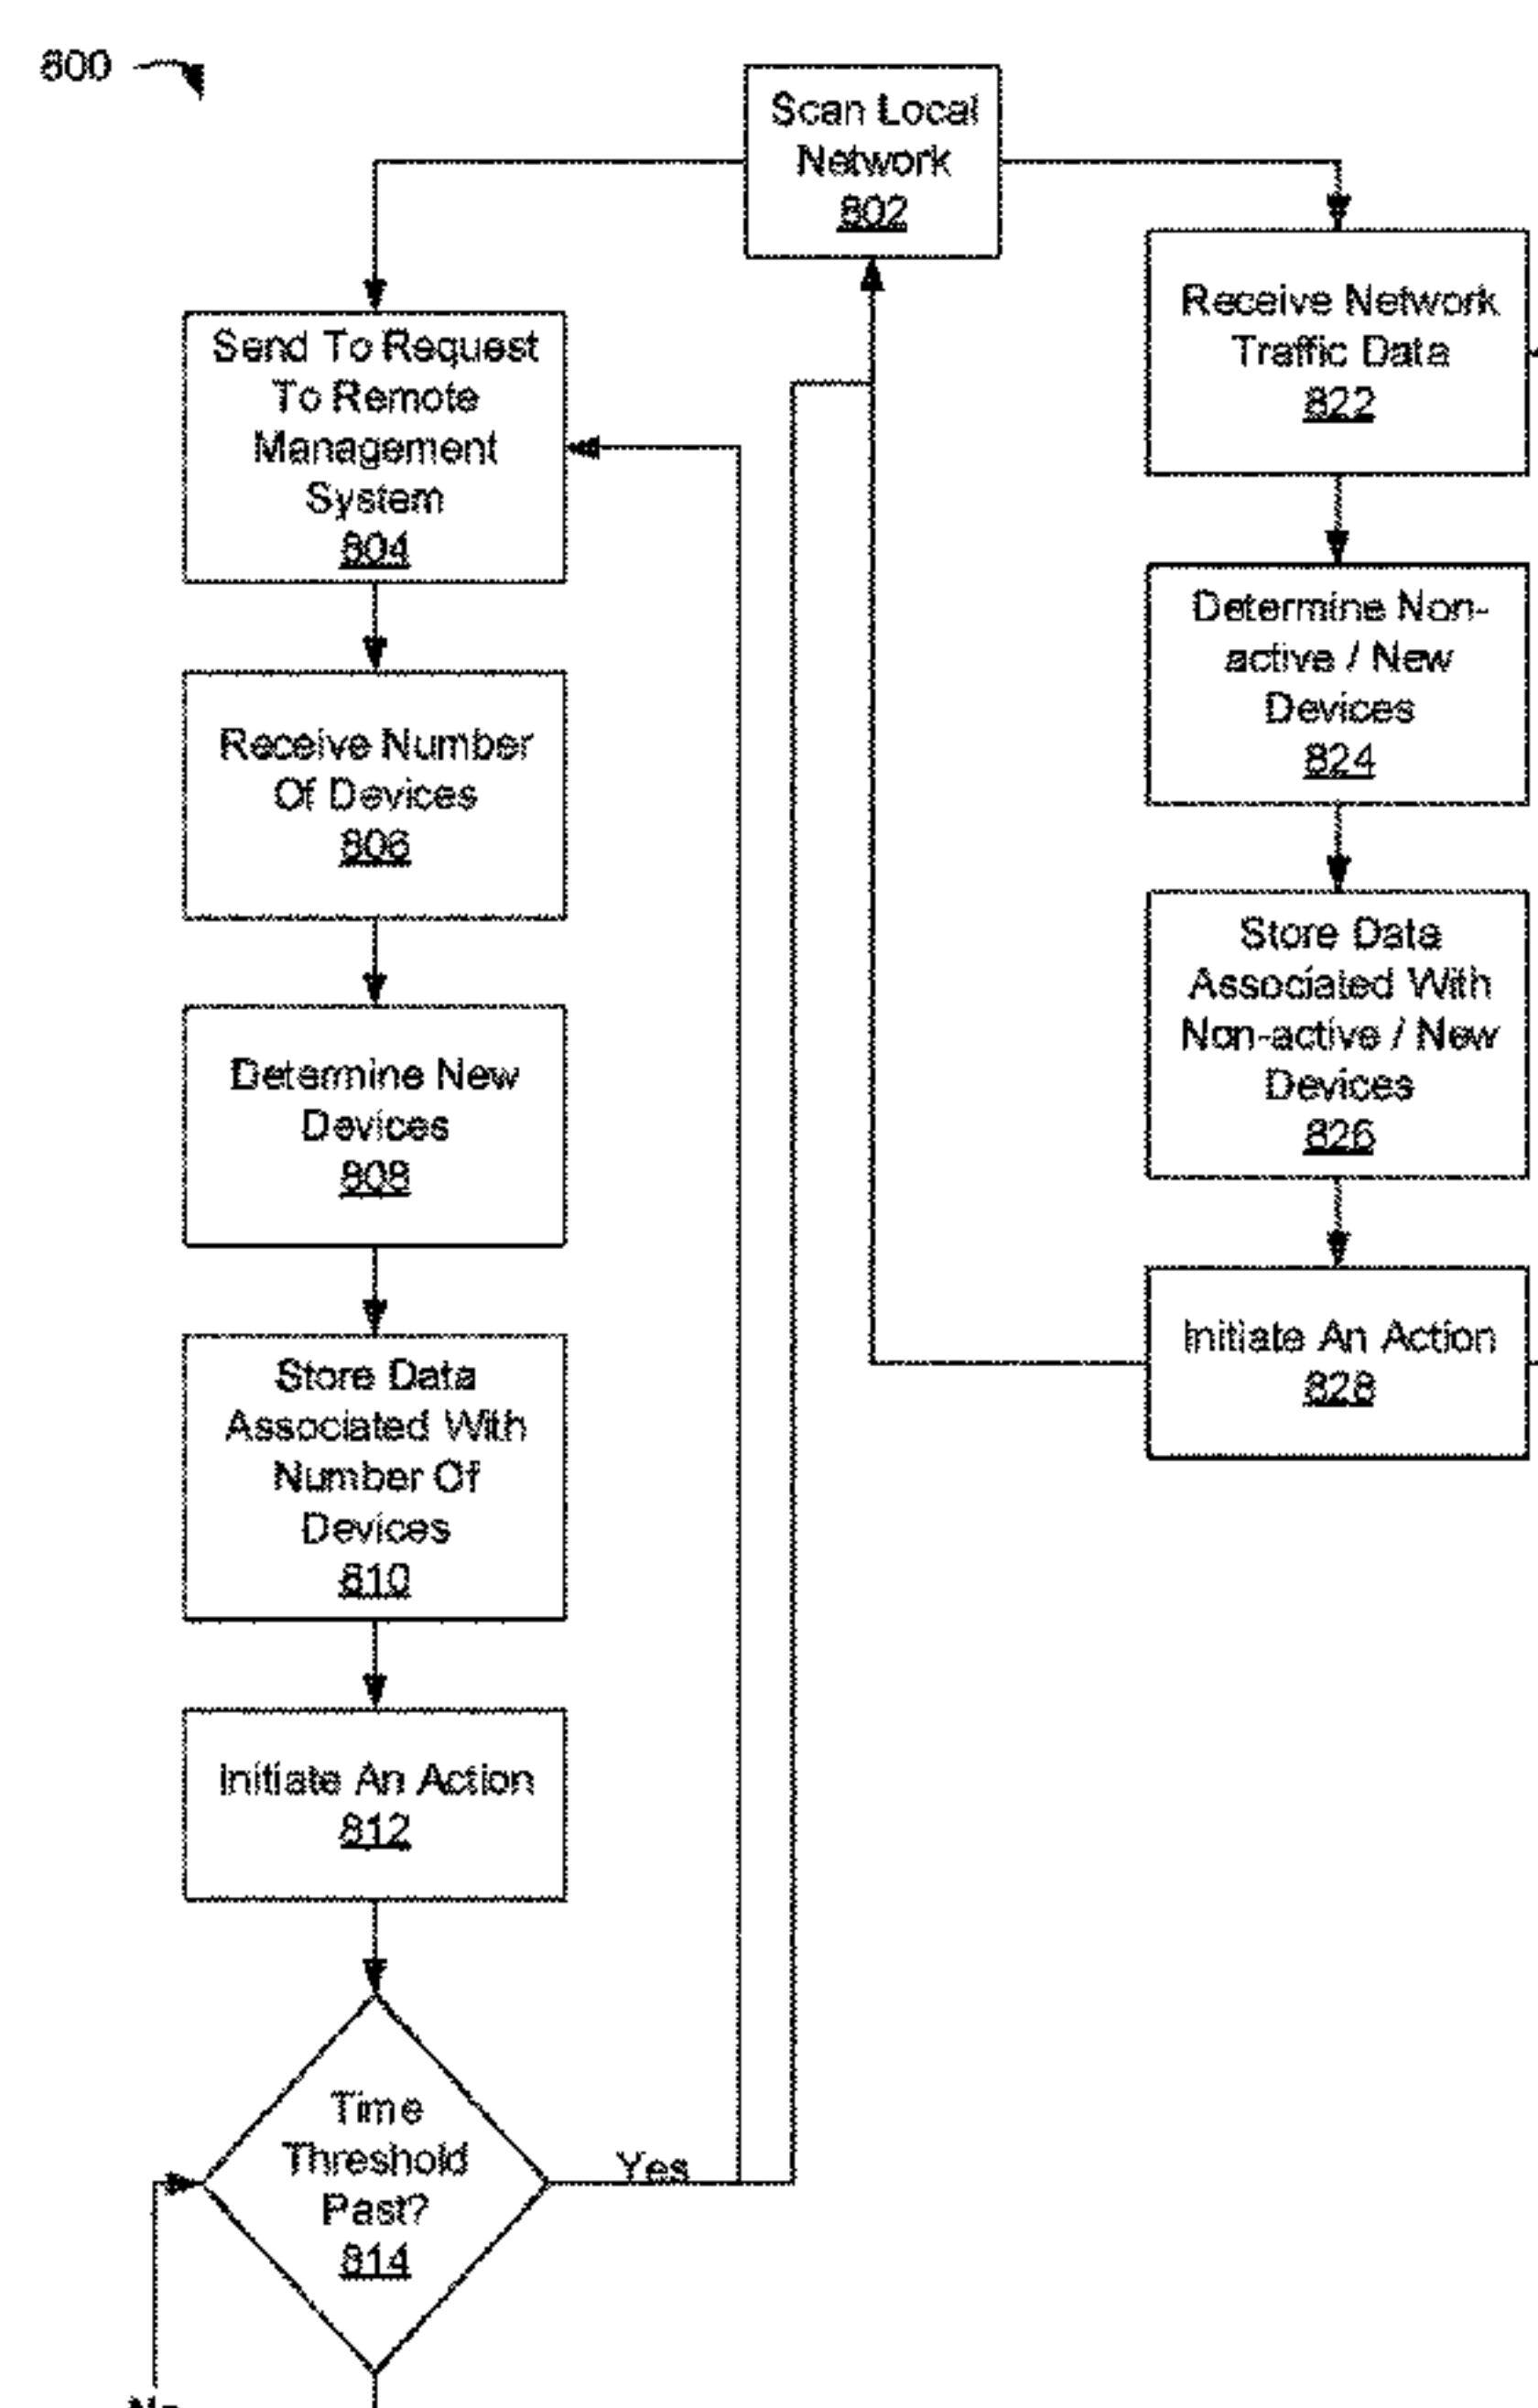 800
Scan Local
Network
802
Send To Request
To Remote
Management
System
804
Receive Number
Of Devices
806
Determine New
Devices
808
Store Data
Associated With
Number Of
Devices
810
Initiate An Action
812
Time
Threshold
Past?
814
Yes
No
Receive Network
Traffic Data
822
Determine Non-
active / New
Devices
824
Store Data
Associated With
Non-active / New
Devices
826
Initiate An Action
828